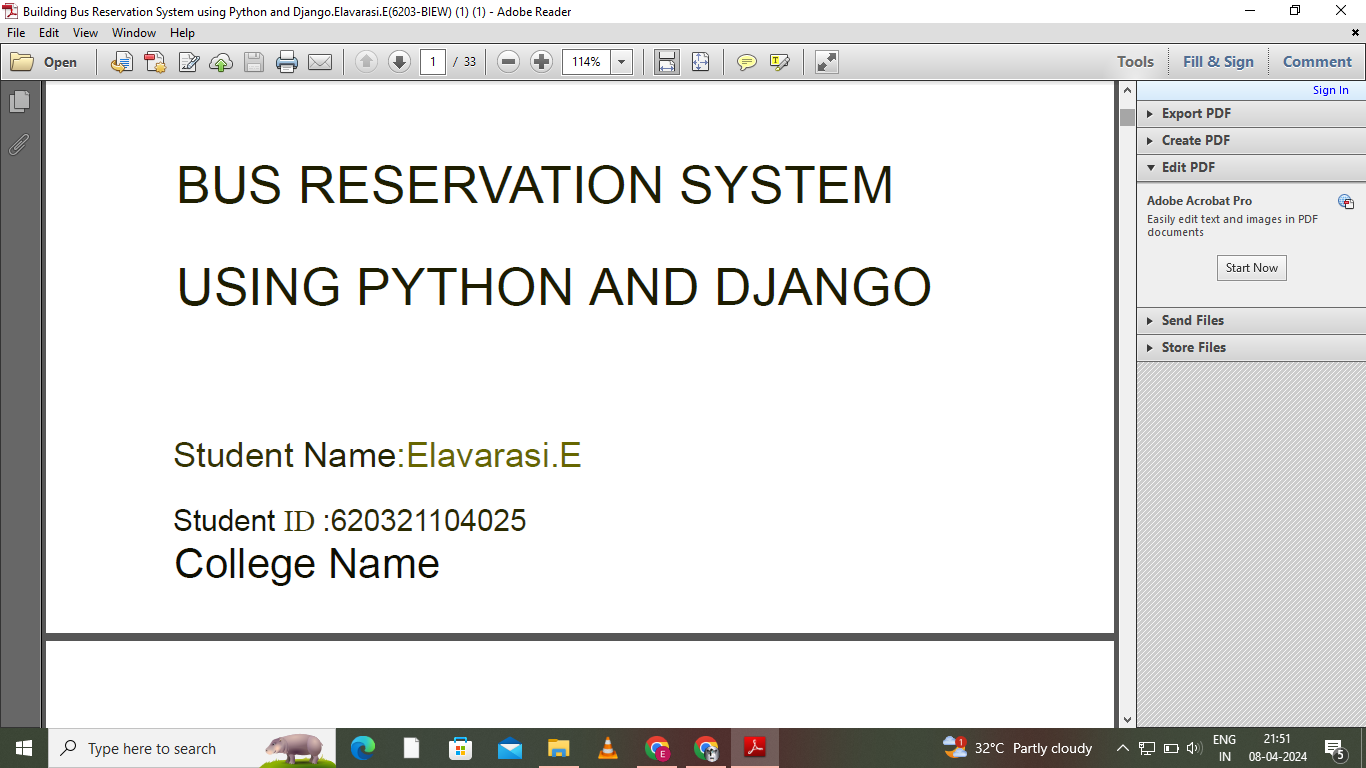 Building Bus Reservation System using Python and Django.Elavarasi.E(6203-BIEW) (1) (1) - Adobe Reader
File Edit View Window Help
Open 1 / 33 114% Tools Fill & Sign Comment
Sign In
Export PDF
Create PDF
Edit PDF
Adobe Acrobat Pro
Easily edit text and images in PDF
documents
Start Now
Send Files
Store Files
BUS RESERVATION SYSTEM
USING PYTHON AND DJANGO
Student Name:Elavarasi.E
Student ID :620321104025
College Name
Type here to search
E
1
32°C Partly cloudy
ENG
IN
21:51
08-04-2024
5